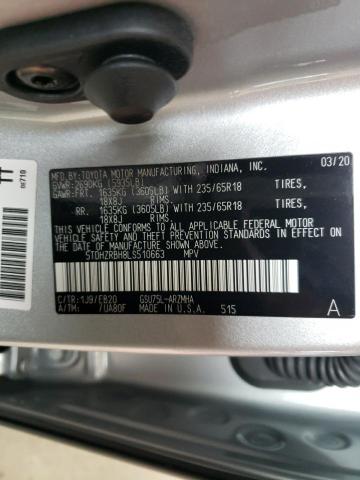 MFD.BY:TOYOTA MOTOR MANUFACTURING, INDIANA, INC. 03/20
GVWR:2690KG (5935LB)
GAWR:FRT. 1635KG (3605LB) WITH 235/65R18 TIRES,
18X8J RIMS.
RR. 1635KG (3605LB) WITH 235/65R18 TIRES,
18X8J RIMS.
THIS VEHICLE CONFORMS TO ALL APPLICABLE FEDERAL MOTOR
VEHICLE SAFETY AND THEFT PREVENTION STANDARDS IN EFFECT
ON THE DATE OF MANUFACTURE SHOWN ABOVE.
5TDHZRBH8LS510663 MPV
C/TR:1J9/EB20 GSU75L-ARZMHA
A/TM: /UA80F MADE IN U.S.A. 515 A